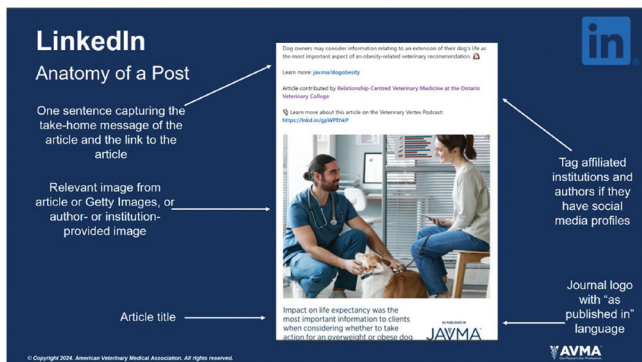 LinkedIn
Anatomy of a Post
One sentence capturing the
take-home message of the
article and the link to the
article
Relevant image from
article or Getty Images, or
author- or institution-
provided image
Article title
Dog owners may consider information relating to an extension of their dog's life as
the most important aspect of an obesity-related veterinary recommendation.
Learn more: jav.ma/dogobesity
Article contributed by Relationship-Centred Veterinary Medicine at the Ontario
Veterinary College
Learn more about this article on the Veterinary Vertex Podcast:
https://lnkd.in/gpWPEhkP
Impact on life expectancy was the
most important information to clients
when considering whether to take
action for an overweight or obese dog
AS PUBLISHED IN
JAVMA
in
Tag affiliated
institutions and
authors if they
have social
media profiles
Journal logo
with "as
published in"
language
© Copyright 2024. American Veterinary Medical Association. All rights reserved.
AVMA